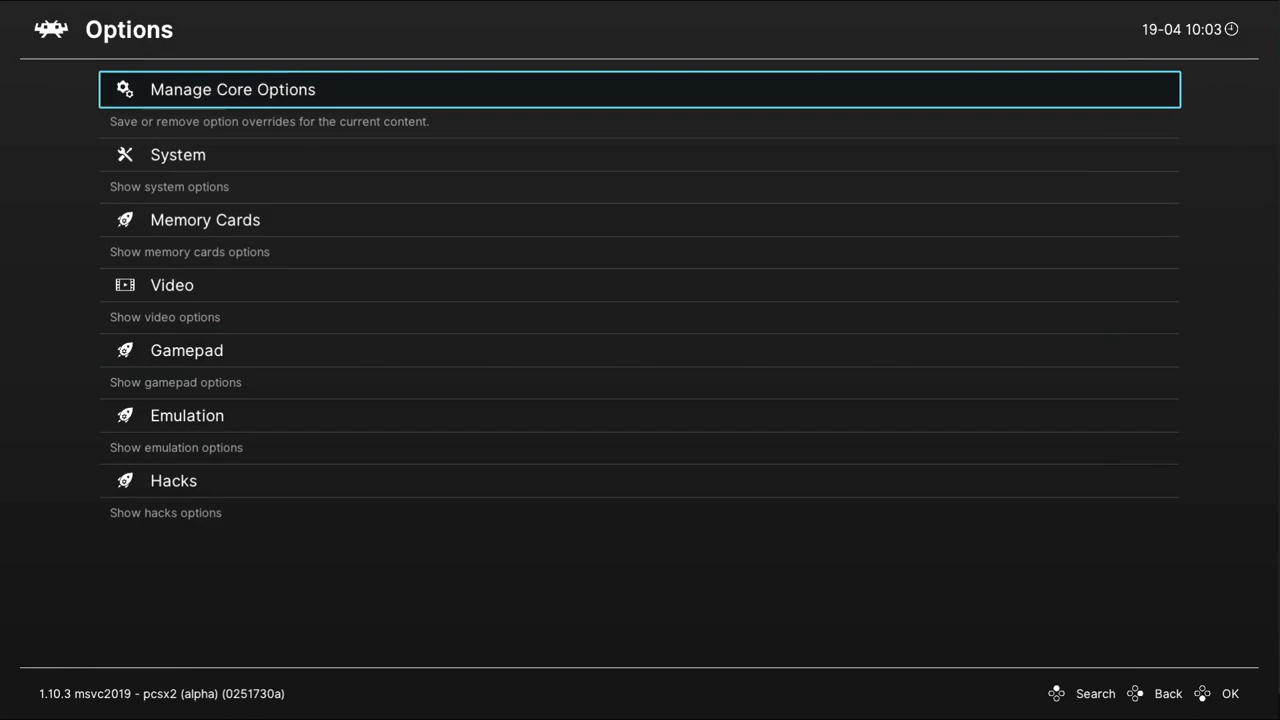 Options
19-04 10:03
Manage Core Options
Save or remove option overrides for the current content.
System
Show system options
Memory Cards
Show memory cards options
Video
Show video options
Gamepad
Show gamepad options
Emulation
Show emulation options
Hacks
Show hacks options
1.10.3 msvc2019 - pcsx2 (alpha) (0251730a)
Search Back OK